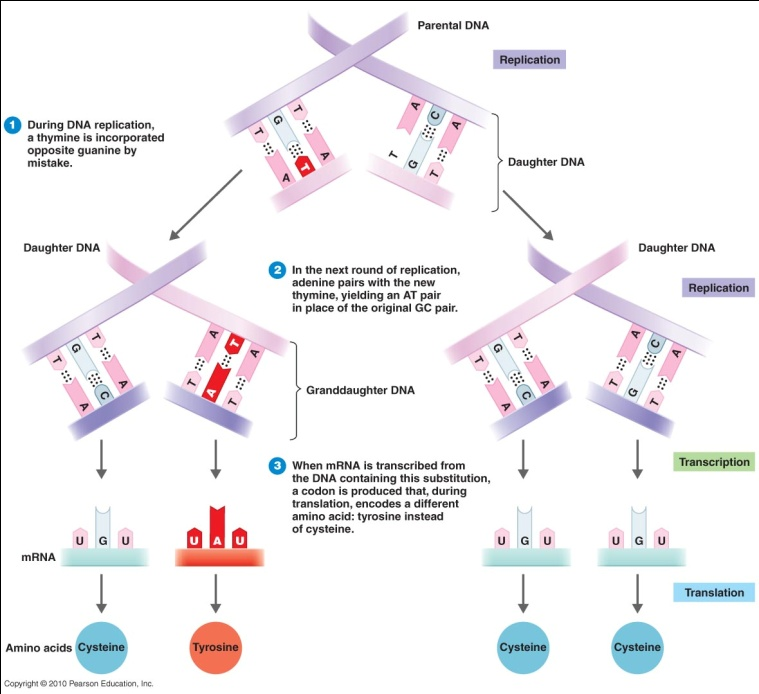 Parental DNA
Replication
1 During DNA replication,
a thymine is incorporated
opposite guanine by
mistake.
T G T A C A
A T A T G T
Daughter DNA
Daughter DNA
Daughter DNA
2 In the next round of replication,
adenine pairs with the new
thymine, yielding an AT pair
in place of the original GC pair.
Replication
T G T A T A
A C A T A T
T G T A C A
A C A T G T
Granddaughter DNA
3 When mRNA is transcribed from
the DNA containing this substitution,
a codon is produced that, during
translation, encodes a different
amino acid: tyrosine instead
of cysteine.
Transcription
mRNA
U G U
U A U
U G U
U G U
Translation
Amino acids
Cysteine
Tyrosine
Cysteine
Cysteine
Copyright © 2010 Pearson Education, Inc.